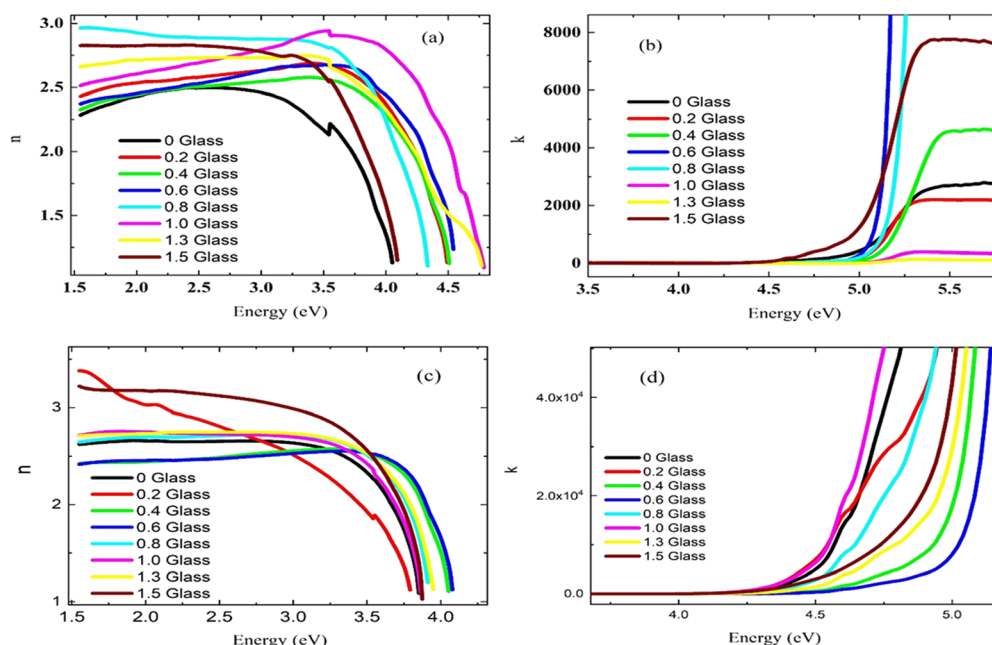 (a)
n
3.0
2.5
2.0
1.5
0 Glass
0.2 Glass
0.4 Glass
0.6 Glass
0.8 Glass
1.0 Glass
1.3 Glass
1.5 Glass
1.5 2.0 2.5 3.0 3.5 4.0 4.5
Energy (eV)
(b)
k
8000
6000
4000
2000
0
0 Glass
0.2 Glass
0.4 Glass
0.6 Glass
0.8 Glass
1.0 Glass
1.3 Glass
1.5 Glass
3.5 4.0 4.5 5.0 5.5
Energy (eV)
(c)
n
3
2
1
0 Glass
0.2 Glass
0.4 Glass
0.6 Glass
0.8 Glass
1.0 Glass
1.3 Glass
1.5 Glass
1.5 2.0 2.5 3.0 3.5 4.0
Energy (eV)
(d)
k
4.0x10⁴
2.0x10⁴
0.0
0 Glass
0.2 Glass
0.4 Glass
0.6 Glass
0.8 Glass
1.0 Glass
1.3 Glass
1.5 Glass
4.0 4.5 5.0
Energy (eV)